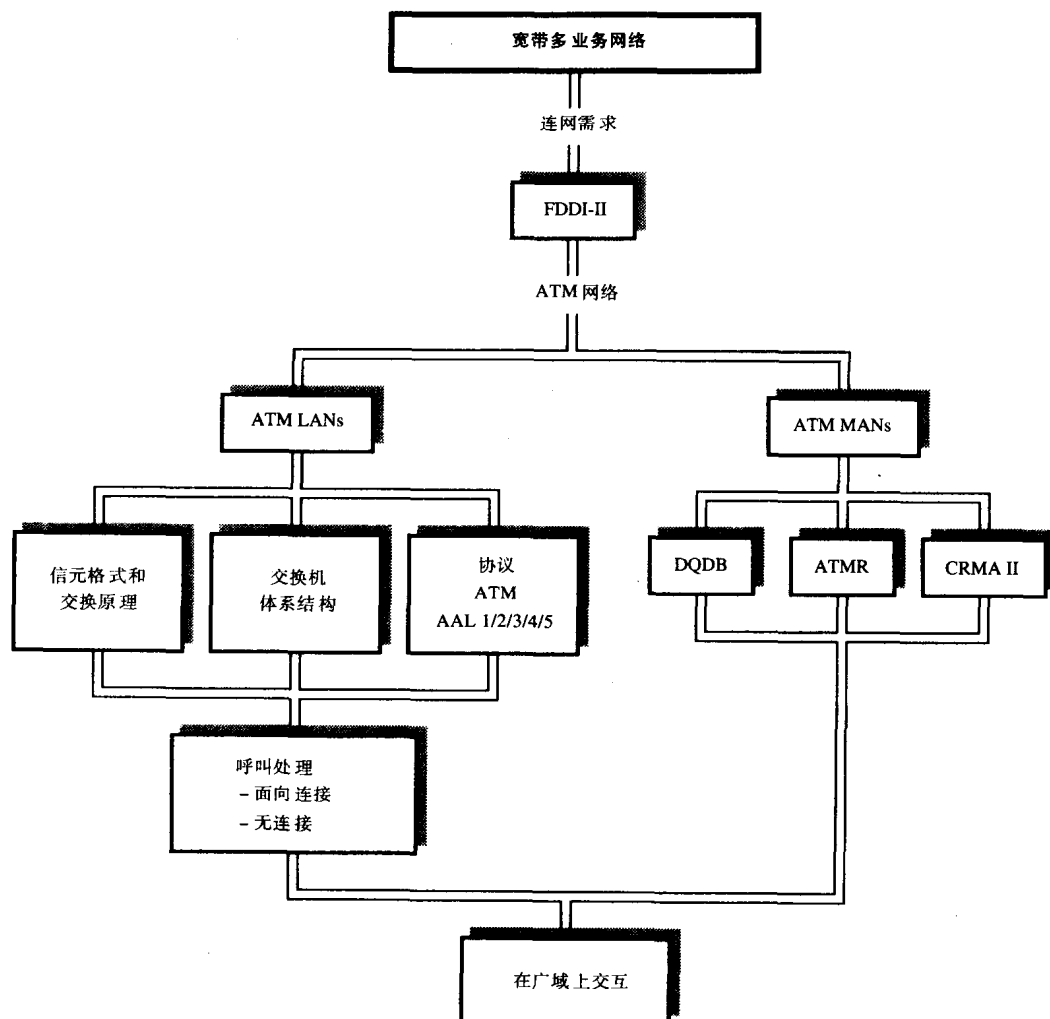 宽带多业务网络
连网需求
FDDI-II
ATM 网络
ATM LANs
ATM MANs
信元格式和
交换原理
交换机
体系结构
协议
ATM
AAL 1/2/3/4/5
DQDB
ATMR
CRMA II
呼叫处理
– 面向连接
– 无连接
在广域上交互